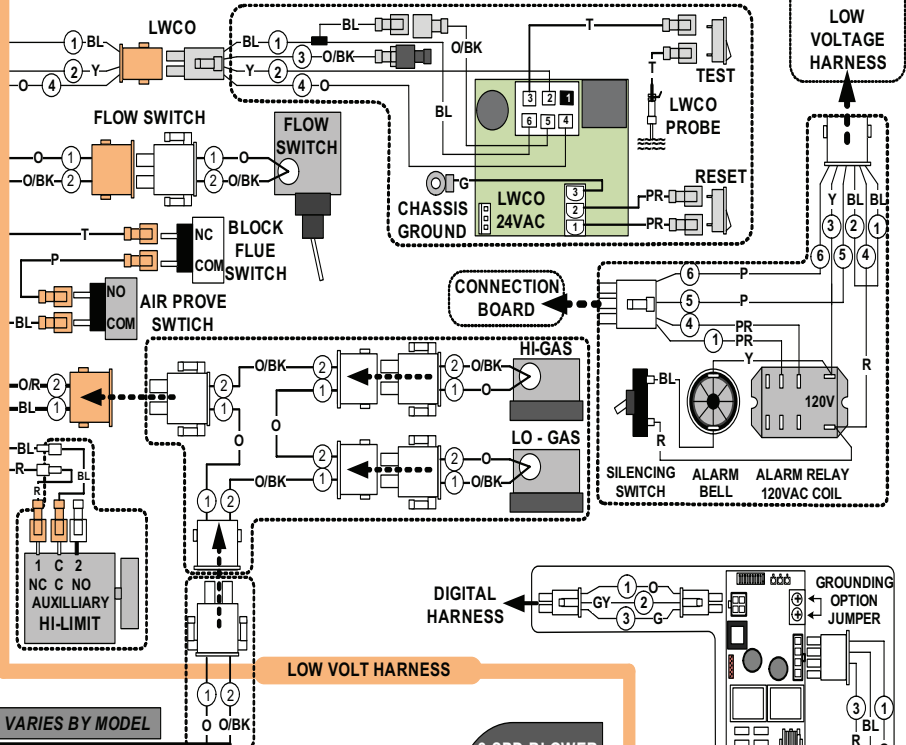 LWCO
1 BL
2 Y
O 4
BL 1
3 O/BK
Y 2
4 O
BL
O/BK
BL
3 2 1
6 5 4
T
TEST
T
LWCO
PROBE
RESET
PR
PR
G
CHASSIS
GROUND
LWCO
24VAC
3
2
1
LOW
VOLTAGE
HARNESS
FLOW SWITCH
O 1
O/BK 2
1 O
2 O/BK
FLOW
SWITCH
T
P
NC
COM
BLOCK
FLUE
SWITCH
NO
COM
BL
AIR PROVE
SWTICH
CONNECTION
BOARD
Y BL BL
3 2 1
6 5 4
6 P
5 P
4 PR
1 PR
Y
R
BL
R
120V
SILENCING
SWITCH
ALARM
BELL
ALARM RELAY
120VAC COIL
O/R 2
BL 1
2 O/BK
1
O
O
HI-GAS
2 2 O/BK
1 1 O
LO - GAS
2 2 O
1 1 O/BK
O/BK
1 2
BL
R
BL
R
1 C 2
NC C NO
AUXILLIARY
HI-LIMIT
LOW VOLT HARNESS
1 2
O O/BK
VARIES BY MODEL
DIGITAL
HARNESS
1 O
GY 2
3 G
GROUNDING
OPTION
JUMPER
3 1
BL
R